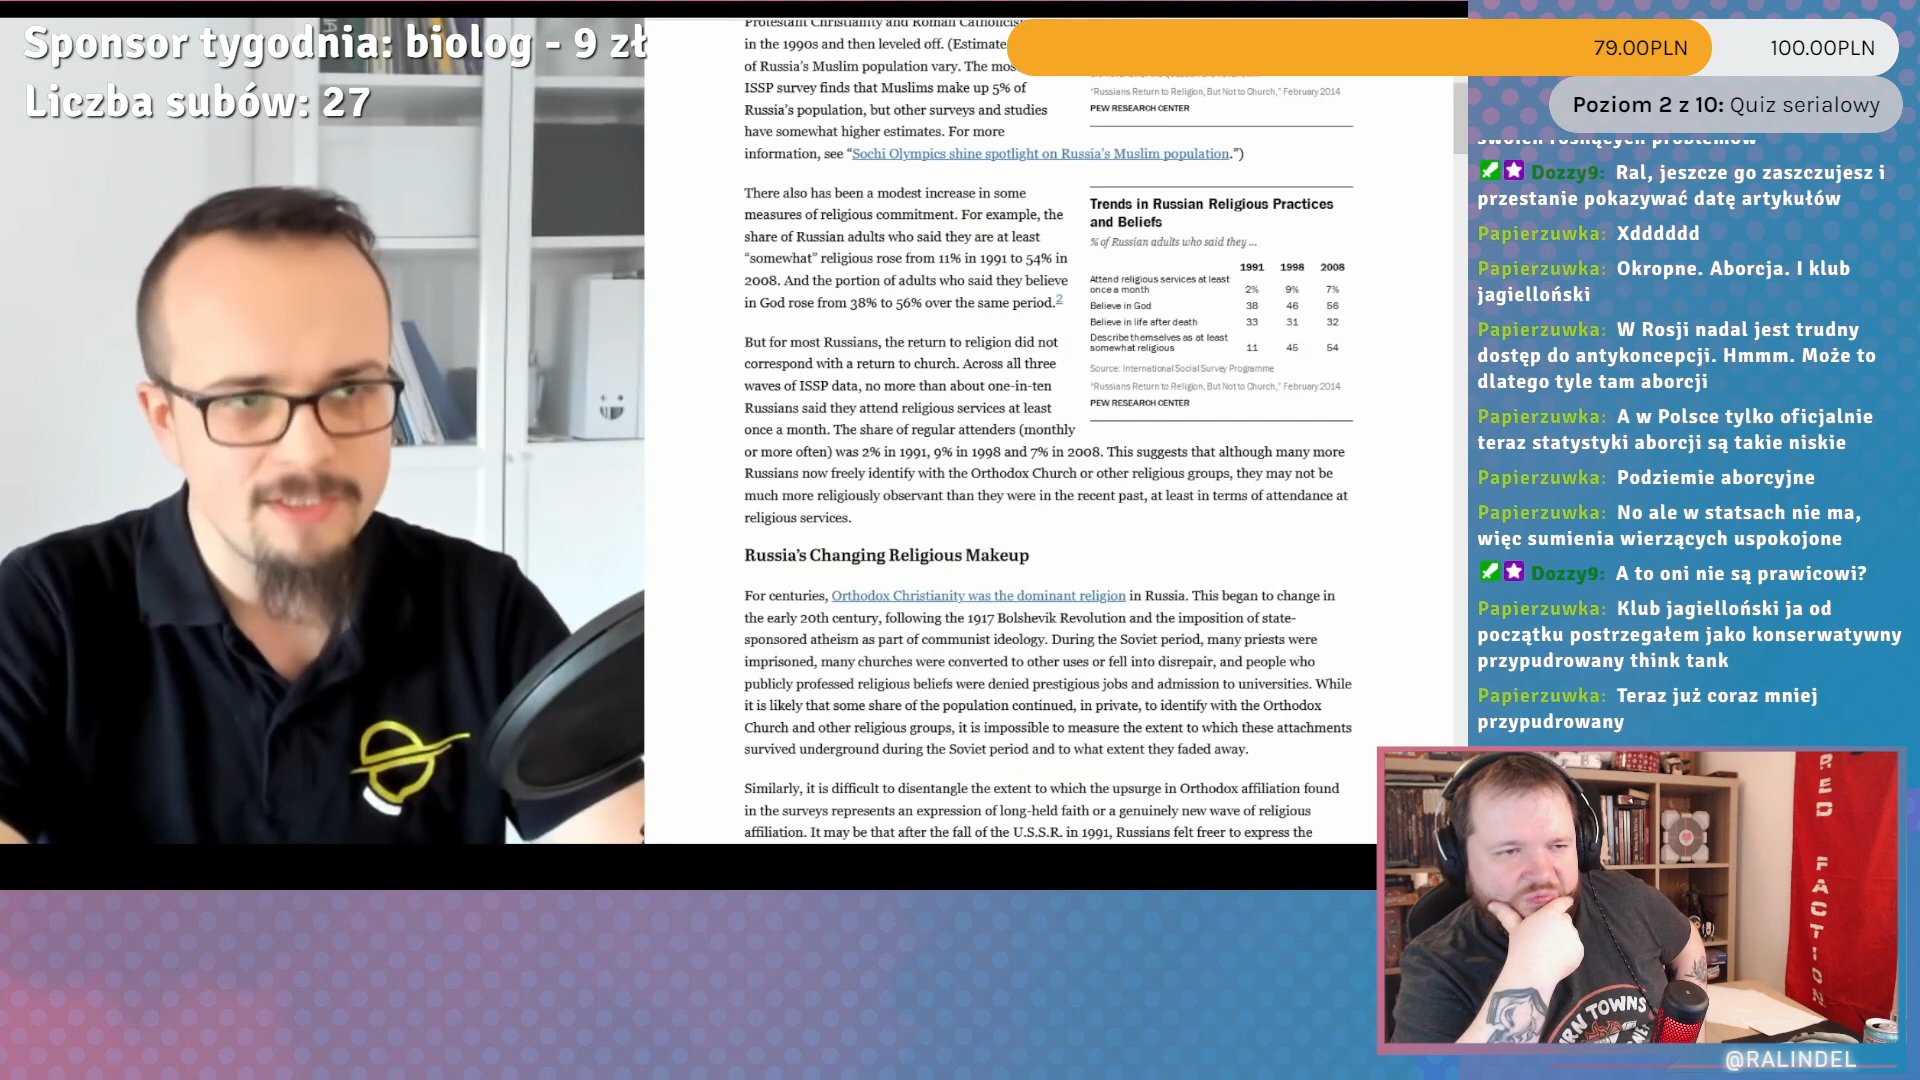 Sponsor tygodnia: biolog - 9 zł
Liczba subów: 27
Protestant Christianity and Roman Catholicis
in the 1990s and then leveled off. (Estimate
of Russia's Muslim population vary. The mos
ISSP survey finds that Muslims make up 5% of
Russia's population, but other surveys and studies
have somewhat higher estimates. For more
information, see “Sochi Olympics shine spotlight on Russia's Muslim population.”)
There also has been a modest increase in some
measures of religious commitment. For example, the
share of Russian adults who said they are at least
“somewhat” religious rose from 11% in 1991 to 54% in
2008. And the portion of adults who said they believe
in God rose from 38% to 56% over the same period.2
But for most Russians, the return to religion did not
correspond with a return to church. Across all three
waves of ISSP data, no more than about one-in-ten
Russians said they attend religious services at least
once a month. The share of regular attenders (monthly
or more often) was 2% in 1991, 9% in 1998 and 7% in 2008. This suggests that although many more
Russians now freely identify with the Orthodox Church or other religious groups, they may not be
much more religiously observant than they were in the recent past, at least in terms of attendance at
religious services.
Russia's Changing Religious Makeup
For centuries, Orthodox Christianity was the dominant religion in Russia. This began to change in
the early 20th century, following the 1917 Bolshevik Revolution and the imposition of state-
sponsored atheism as part of communist ideology. During the Soviet period, many priests were
imprisoned, many churches were converted to other uses or fell into disrepair, and people who
publicly professed religious beliefs were denied prestigious jobs and admission to universities. While
it is likely that some share of the population continued, in private, to identify with the Orthodox
Church and other religious groups, it is impossible to measure the extent to which these attachments
survived underground during the Soviet period and to what extent they faded away.
Similarly, it is difficult to disentangle the extent to which the upsurge in Orthodox affiliation found
in the surveys represents an expression of long-held faith or a genuinely new wave of religious
affiliation. It may be that after the fall of the U.S.S.R. in 1991, Russians felt freer to express the
“Russians Return to Religion, But Not to Church,” February 2014
PEW RESEARCH CENTER
Trends in Russian Religious Practices
and Beliefs
% of Russian adults who said they ...
1991 1998 2008
Attend religious services at least
once a month 2% 9% 7%
Believe in God 38 46 56
Believe in life after death 33 31 32
Describe themselves as at least
somewhat religious 11 45 54
Source: International Social Survey Programme
“Russians Return to Religion, But Not to Church,” February 2014
PEW RESEARCH CENTER
79.00PLN 100.00PLN
Poziom 2 z 10: Quiz serialowy
swoich rosnących problemów
Dozzy9: Ral, jeszcze go zaszczujesz i
przestanie pokazywać datę artykułów
Papierzuwka: Xdddddd
Papierzuwka: Okropne. Aborcja. I klub
jagielloński
Papierzuwka: W Rosji nadal jest trudny
dostęp do antykoncepcji. Hmmm. Może to
dlatego tyle tam aborcji
Papierzuwka: A w Polsce tylko oficjalnie
teraz statystyki aborcji są takie niskie
Papierzuwka: Podziemie aborcyjne
Papierzuwka: No ale w statsach nie ma,
więc sumienia wierzących uspokojone
Dozzy9: A to oni nie są prawicowi?
Papierzuwka: Klub jagielloński ja od
początku postrzegałem jako konserwatywny
przypudrowany think tank
Papierzuwka: Teraz już coraz mniej
przypudrowany
RED FACTION
TOWNS
@RALINDEL